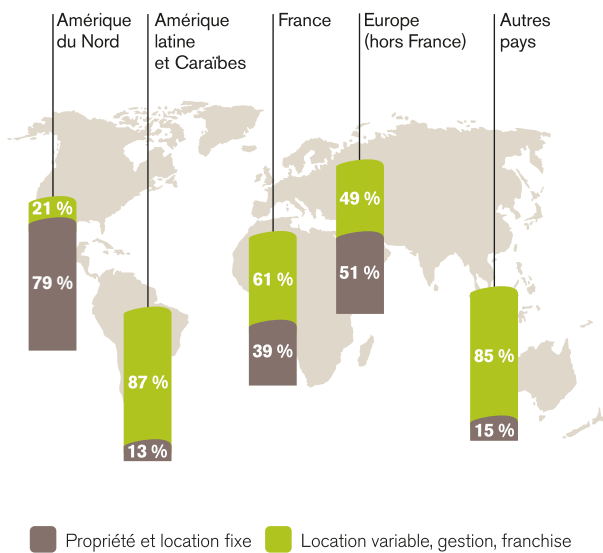 Amérique
du Nord
Amérique
latine
et Caraïbes
France
Europe
(hors France)
Autres
pays
21 %
79 %
87 %
13 %
61 %
39 %
49 %
51 %
85 %
15 %
Propriété et location fixe
Location variable, gestion, franchise